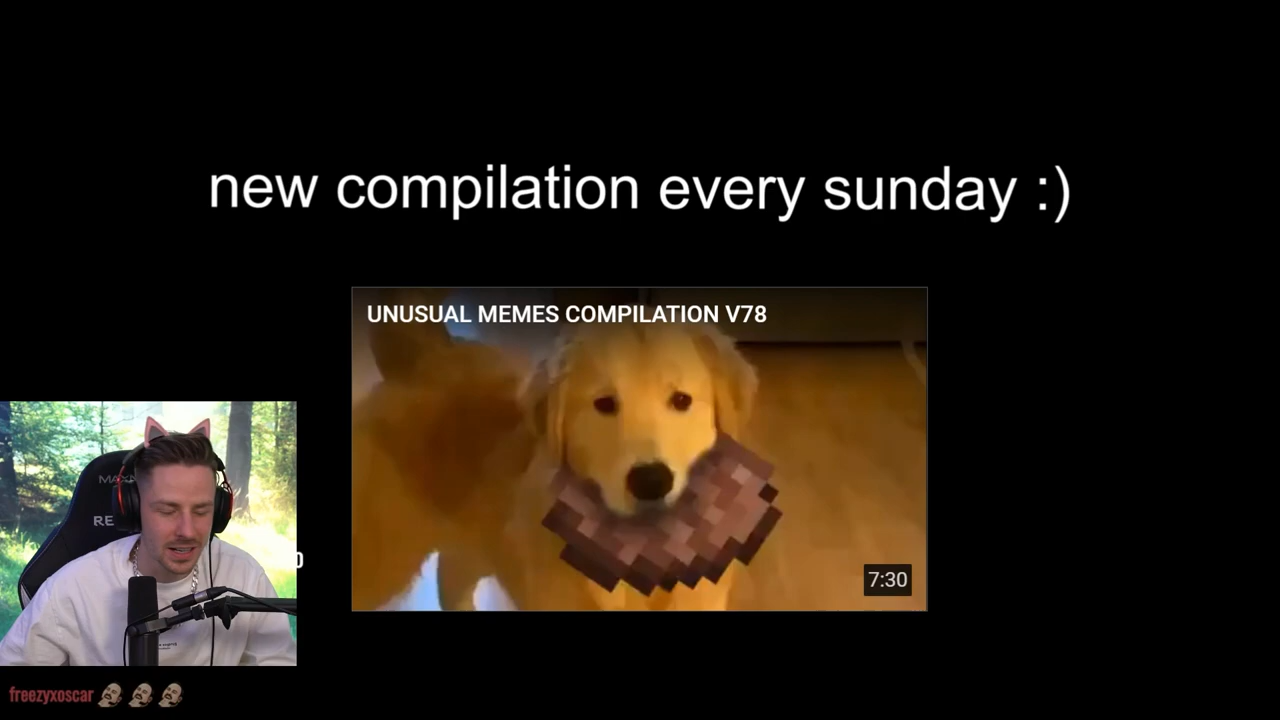 new compilation every sunday :)
UNUSUAL MEMES COMPILATION V78
7:30
freezyxoscar